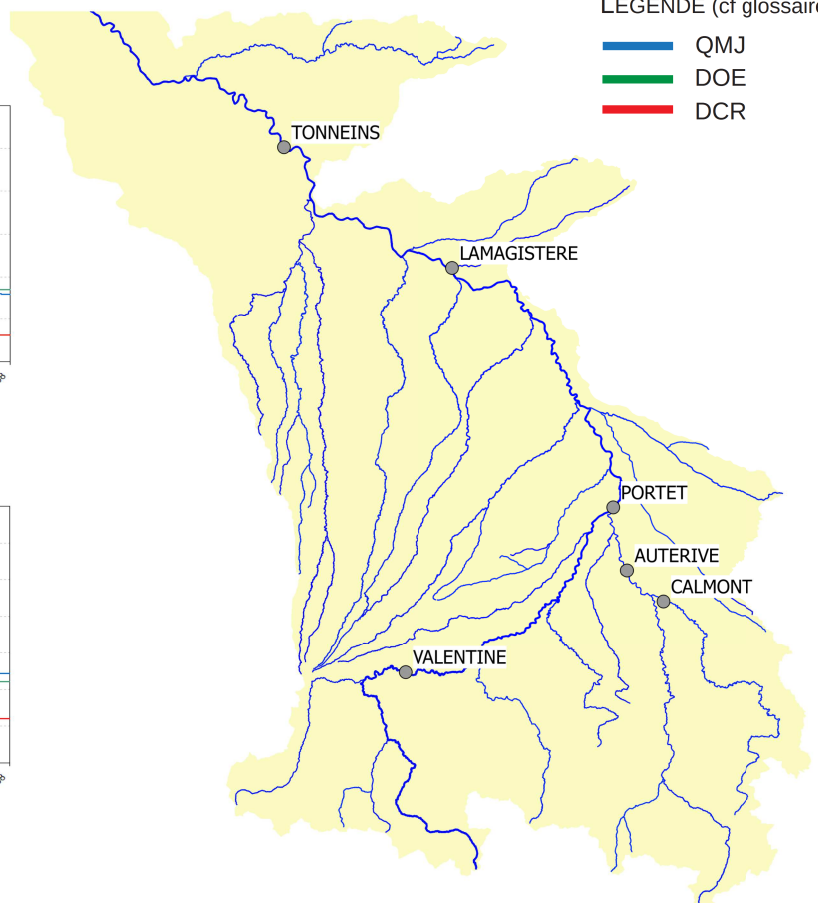 LEGENDE (cf glossaire
QMJ
DOE
DCR
TONNEINS
LAMAGISTERE
PORTET
AUTERIVE
CALMONT
VALENTINE